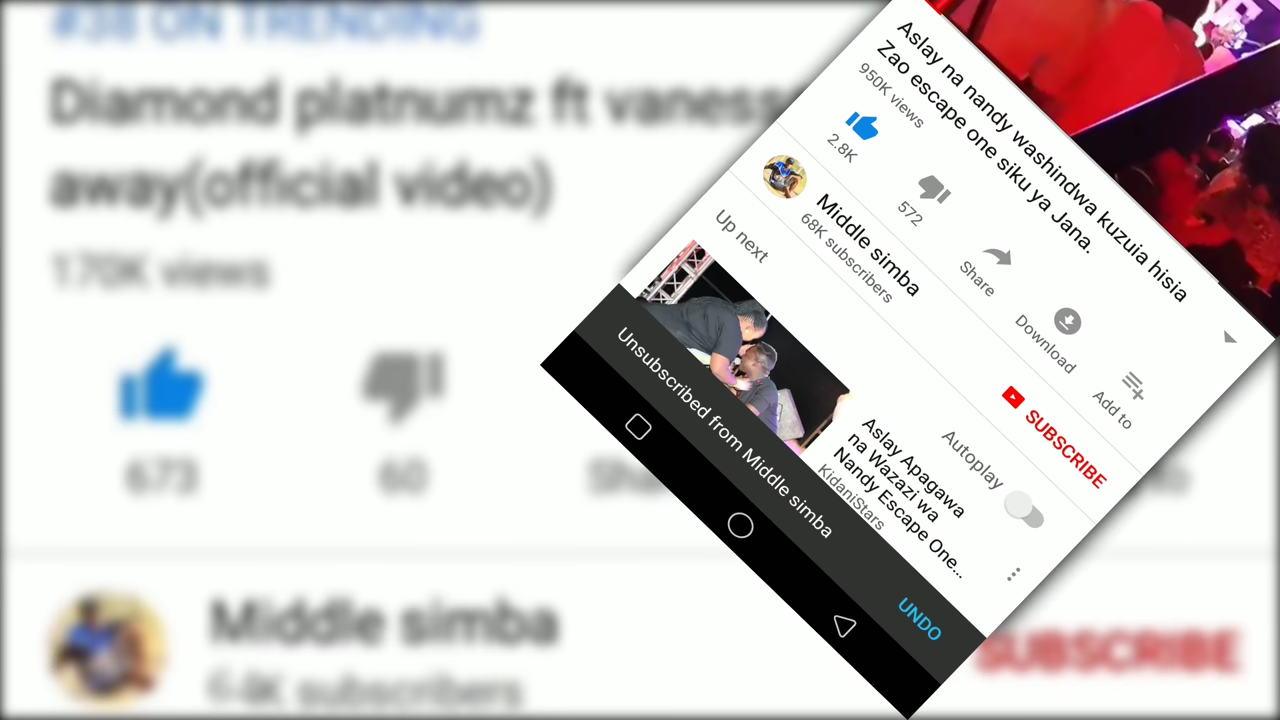 #38 ON TRENDING
Diamond platnumz ft
away(official video)
170K views
673
60
Middle simba
subscribers
SUBSCRIBE
Aslay na nandy washindwa kuzuia hisia
Zao escape one siku ya Jana.
950K views
2.8K
572
Share
Download
Add to
Middle simba
68K subscribers
SUBSCRIBE
Up next
Autoplay
Aslay Apagawa
na Wazazi wa
Nandy Escape One...
KidaniStars
Unsubscribed from Middle simba
UNDO